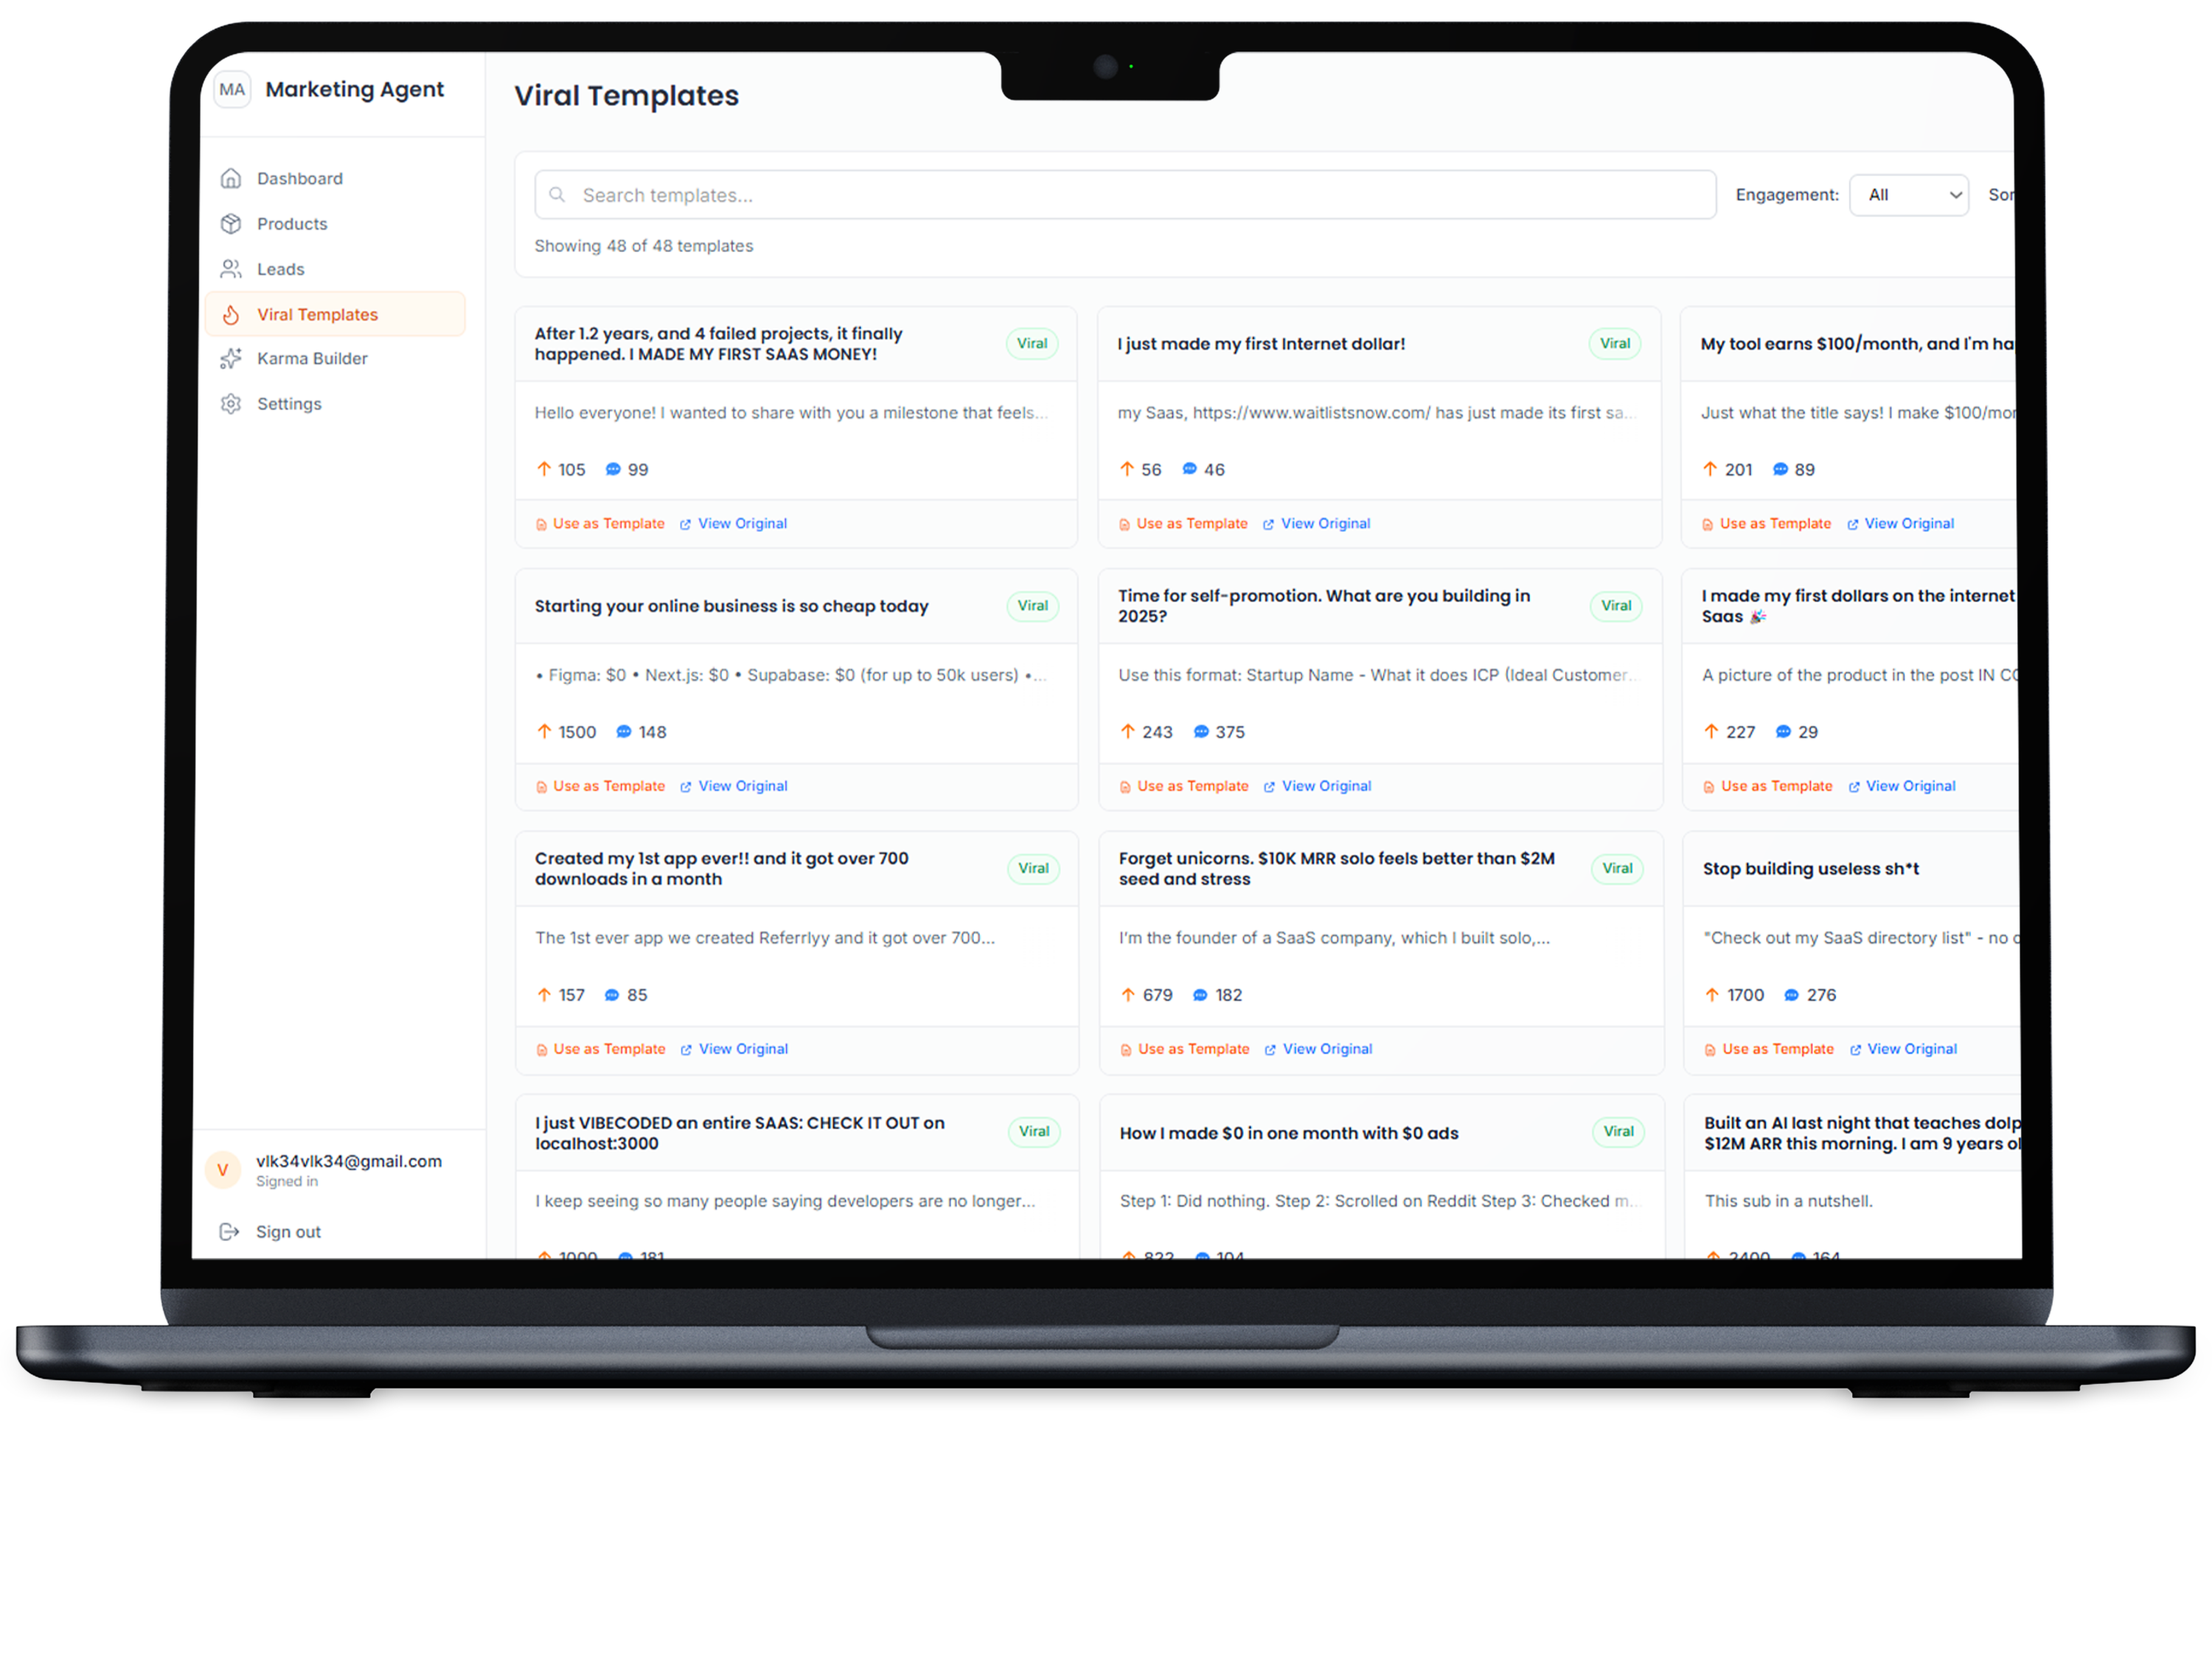 MA Marketing Agent
Dashboard
Products
Leads
Viral Templates
Karma Builder
Settings
vlk34vlk34@gmail.com
V
Signed in
Sign out
Viral Templates
Search templates...
Engagement: All
Showing 48 of 48 templates
After 1.2 years, and 4 failed projects, it finally
happened. I MADE MY FIRST SAAS MONEY!
Viral
Hello everyone! I wanted to share with you a milestone that feels...
105 99
Use as Template View Original
I just made my first Internet dollar!
Viral
my Saas, https://www.waitlistsnow.com/ has just made its first sa...
56 46
Use as Template View Original
My tool earns $100/month, and I'm ha
Just what the title says! I make $100/mor
201 89
Use as Template View Original
Starting your online business is so cheap today
Viral
• Figma: $0 • Next.js: $0 • Supabase: $0 (for up to 50k users) •...
1500 148
Use as Template View Original
Time for self-promotion. What are you building in
2025?
Viral
Use this format: Startup Name - What it does ICP (Ideal Customer...
243 375
Use as Template View Original
I made my first dollars on the internet
Saas 🎉
A picture of the product in the post IN CO
227 29
Use as Template View Original
Created my 1st app ever!! and it got over 700
downloads in a month
Viral
The 1st ever app we created Referrlyy and it got over 700...
157 85
Use as Template View Original
Forget unicorns. $10K MRR solo feels better than $2M
seed and stress
Viral
I'm the founder of a SaaS company, which I built solo,...
679 182
Use as Template View Original
Stop building useless sh*t
"Check out my SaaS directory list" - no
1700 276
Use as Template View Original
I just VIBECODED an entire SAAS: CHECK IT OUT on
localhost:3000
Viral
I keep seeing so many people saying developers are no longer...
1000 181
How I made $0 in one month with $0 ads
Viral
Step 1: Did nothing. Step 2: Scrolled on Reddit Step 3: Checked m...
822 104
Built an AI last night that teaches dolp
$12M ARR this morning. I am 9 years ol
This sub in a nutshell.
2400 164